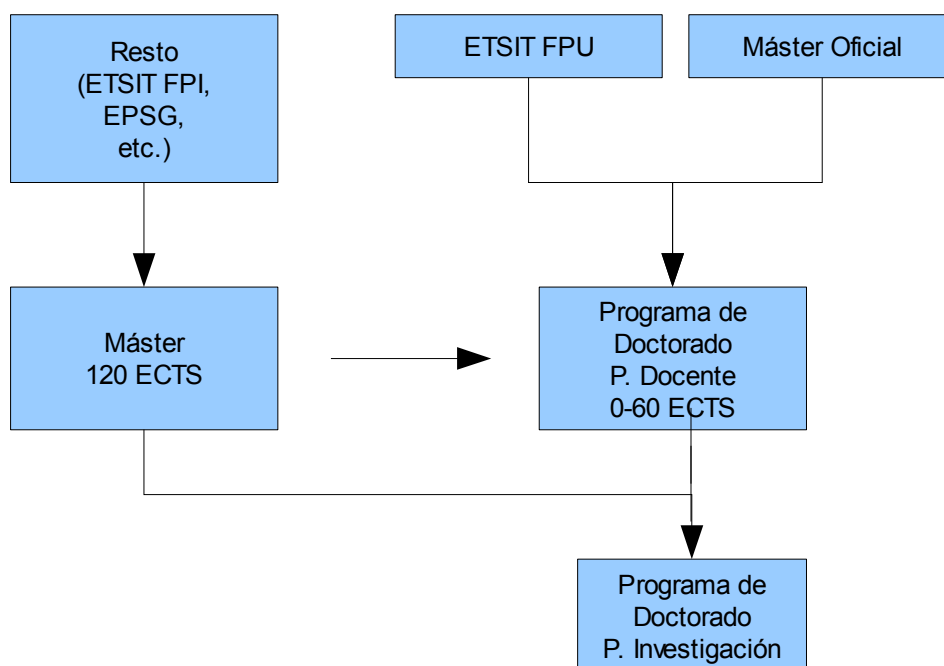 Resto
(ETSIT FPI,
EPSG,
etc.)
ETSIT FPU
Máster Oficial
Máster
120 ECTS
Programa de
Doctorado
P. Docente
0-60 ECTS
Programa de
Doctorado
P. Investigación